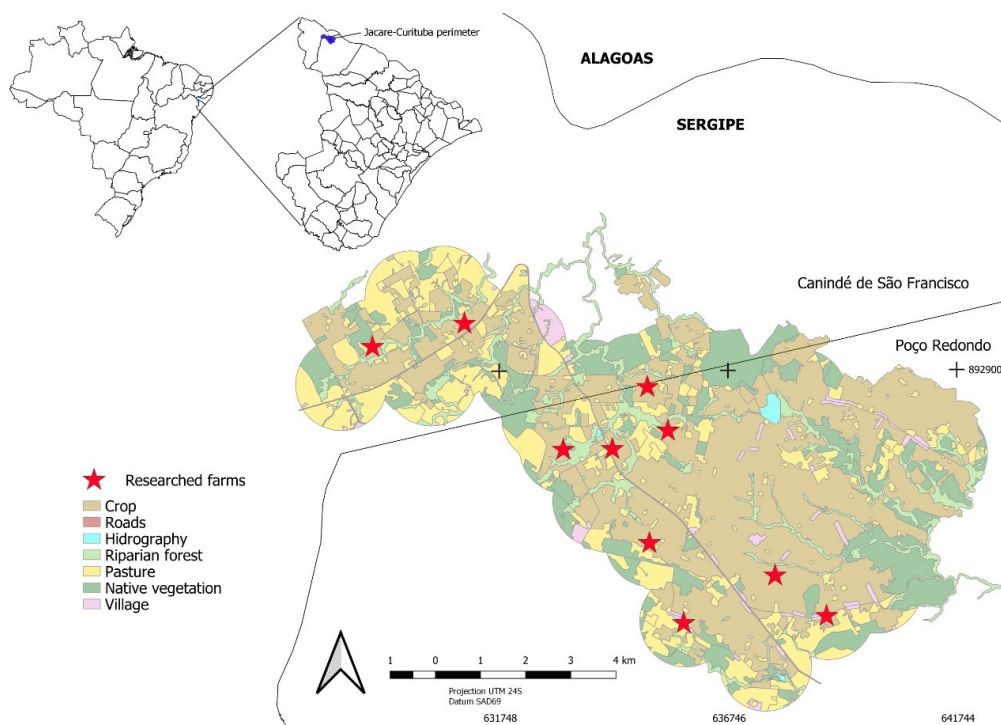 Jacare-Curituba perimeter
ALAGOAS
SERGIPE
Canindé de São Francisco
Poço Redondo
892900
Researched farms
Crop
Roads
Hidrography
Riparian forest
Pasture
Native vegetation
Village
1 0 1 2 3 4 km
Projection UTM 24S
Datum SAD69
631748 636746 641744